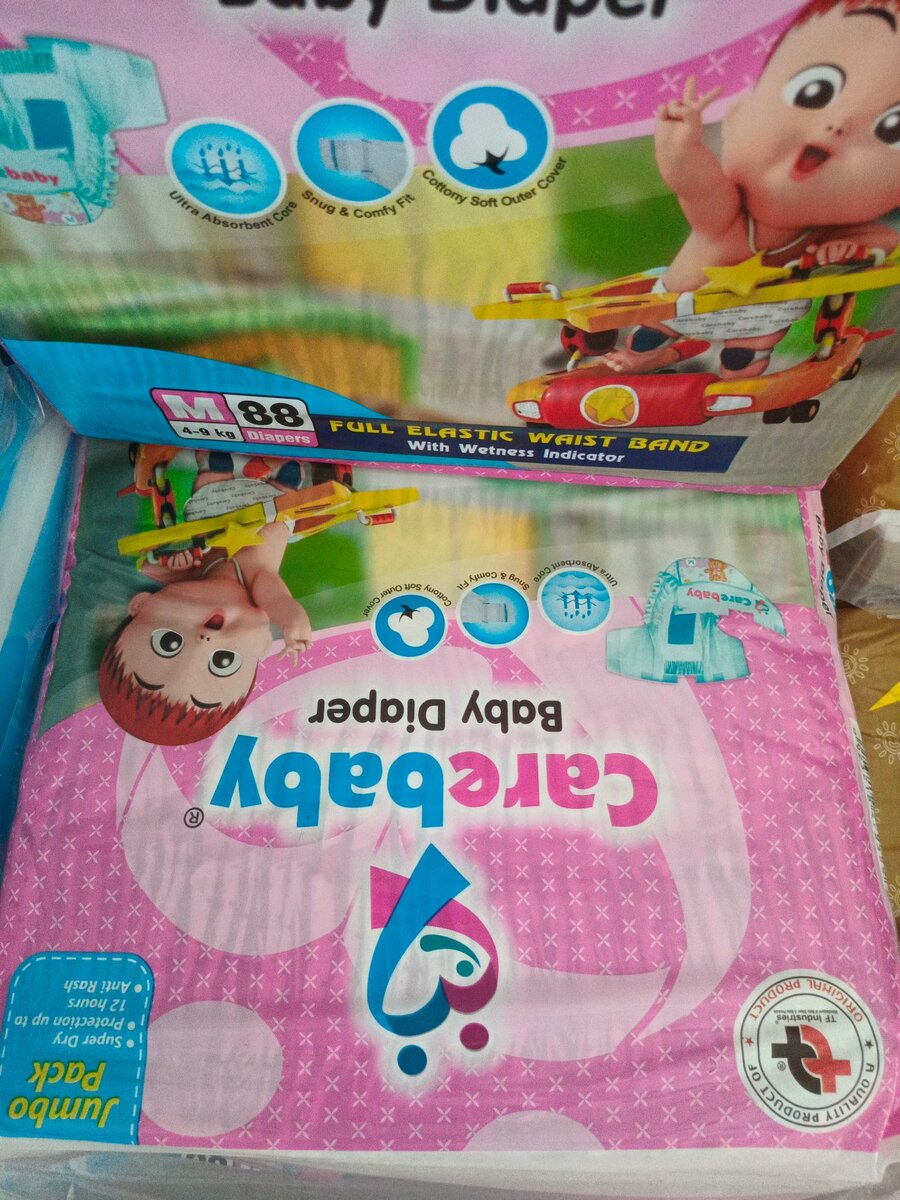 Baby Diaper
baby
Ultra Absorbent Core
Snug & Comfy Fit
Cottony Soft Outer Cover
M
4-9 kg
88
Diapers
FULL ELASTIC WAIST BAND
With Wetness Indicator
Ultra Absorbent Core
Snug & Comfy Fit
Cottony Soft Outer Cover
M
carebaby
Baby Diaper
Carebaby®
Jumbo
Pack
• Super Dry
• Protection up to
12 hours
• Anti Rash
A QUALITY PRODUCT OF
TF Industries
ORIGINAL PRODUCT